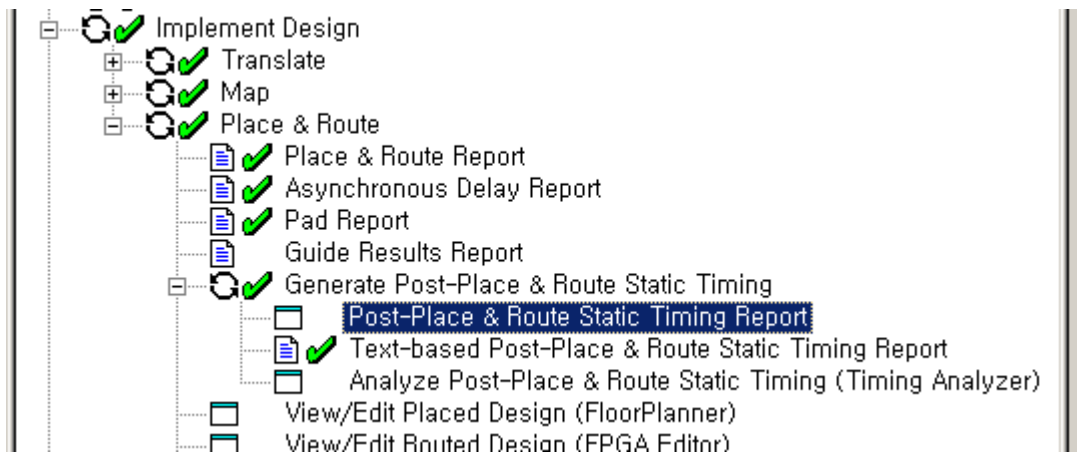 Implement Design
Translate
Map
Place & Route
Place & Route Report
Asynchronous Delay Report
Pad Report
Guide Results Report
Generate Post-Place & Route Static Timing
Post-Place & Route Static Timing Report
Text-based Post-Place & Route Static Timing Report
Analyze Post-Place & Route Static Timing (Timing Analyzer)
View/Edit Placed Design (FloorPlanner)
View/Edit Routed Design (FPGA Editor)